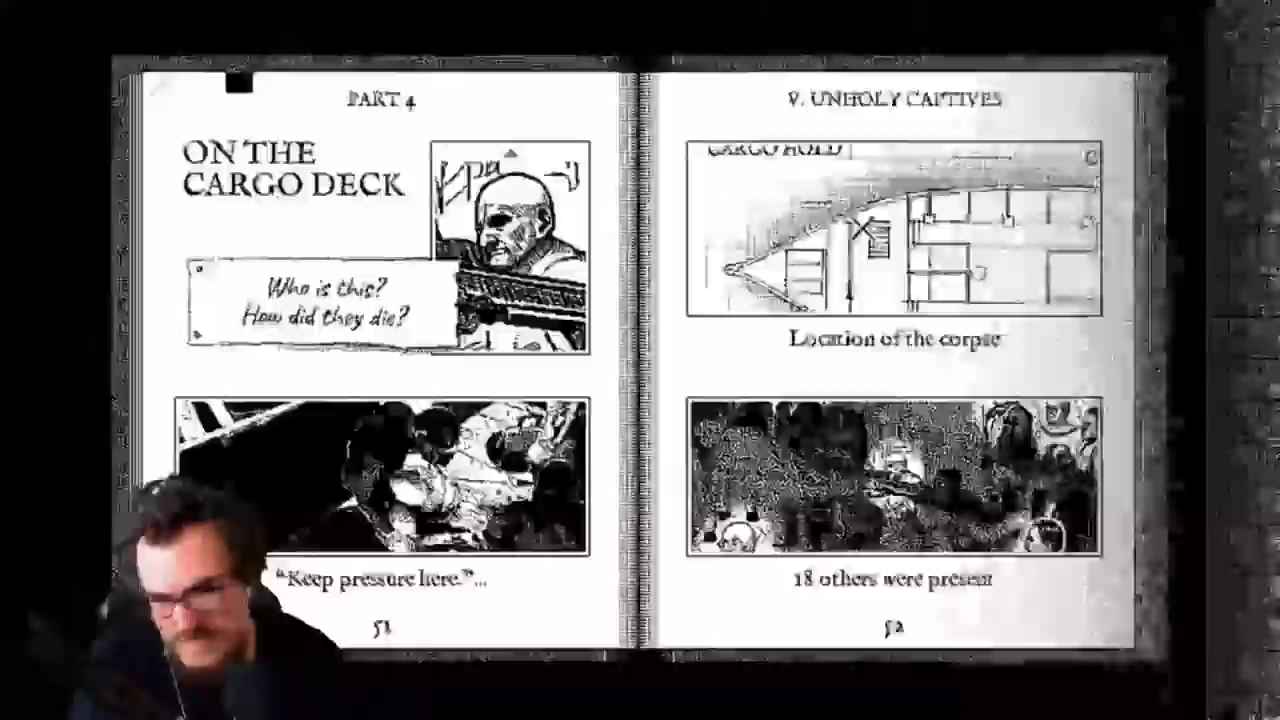 PART 4
ON THE
CARGO DECK
Who is this?
How did they die?
"Keep pressure here."...
51
V. UNHOLY CAPTIVES
CARGO HOLD
Location of the corpse
18 others were present
52